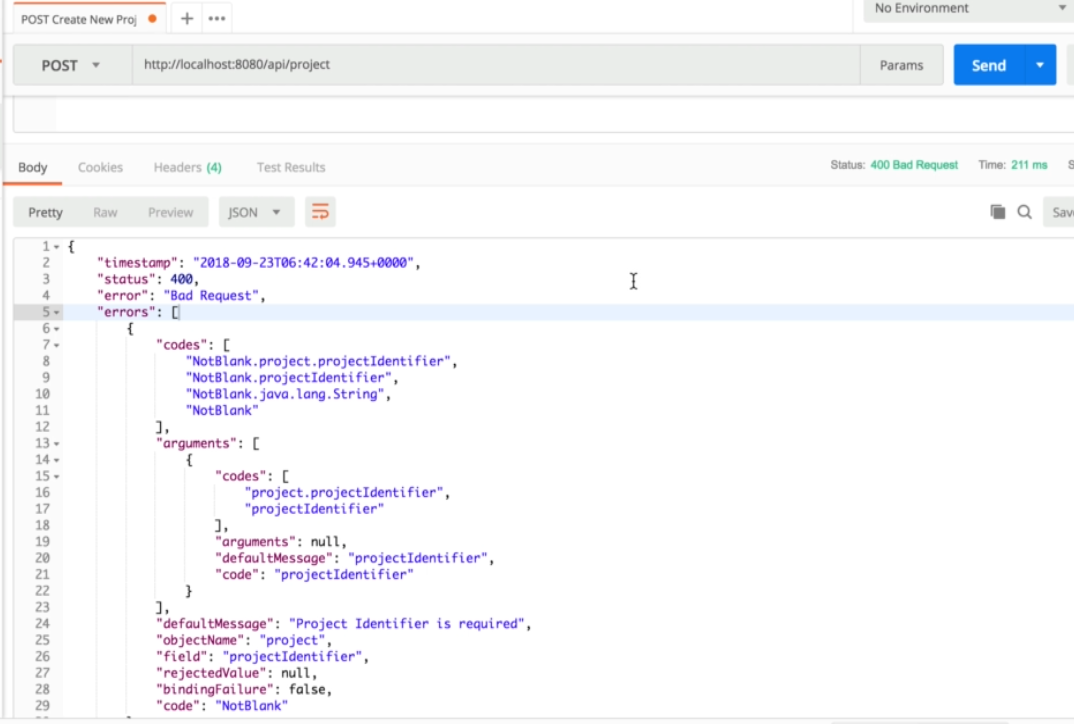 POST Create New Proj
No Environment
POST http://localhost:8080/api/project Params Send
Body Cookies Headers (4) Test Results Status: 400 Bad Request Time: 211 ms S
Pretty Raw Preview JSON Save
1 {
2 "timestamp": "2018-09-23T06:42:04.945+0000",
3 "status": 400,
4 "error": "Bad Request",
5 "errors": [
6 {
7 "codes": [
8 "NotBlank.project.projectIdentifier",
9 "NotBlank.projectIdentifier",
10 "NotBlank.java.lang.String",
11 "NotBlank"
12 ],
13 "arguments": [
14 {
15 "codes": [
16 "project.projectIdentifier",
17 "projectIdentifier"
18 ],
19 "arguments": null,
20 "defaultMessage": "projectIdentifier",
21 "code": "projectIdentifier"
22 }
23 ],
24 "defaultMessage": "Project Identifier is required",
25 "objectName": "project",
26 "field": "projectIdentifier",
27 "rejectedValue": null,
28 "bindingFailure": false,
29 "code": "NotBlank"